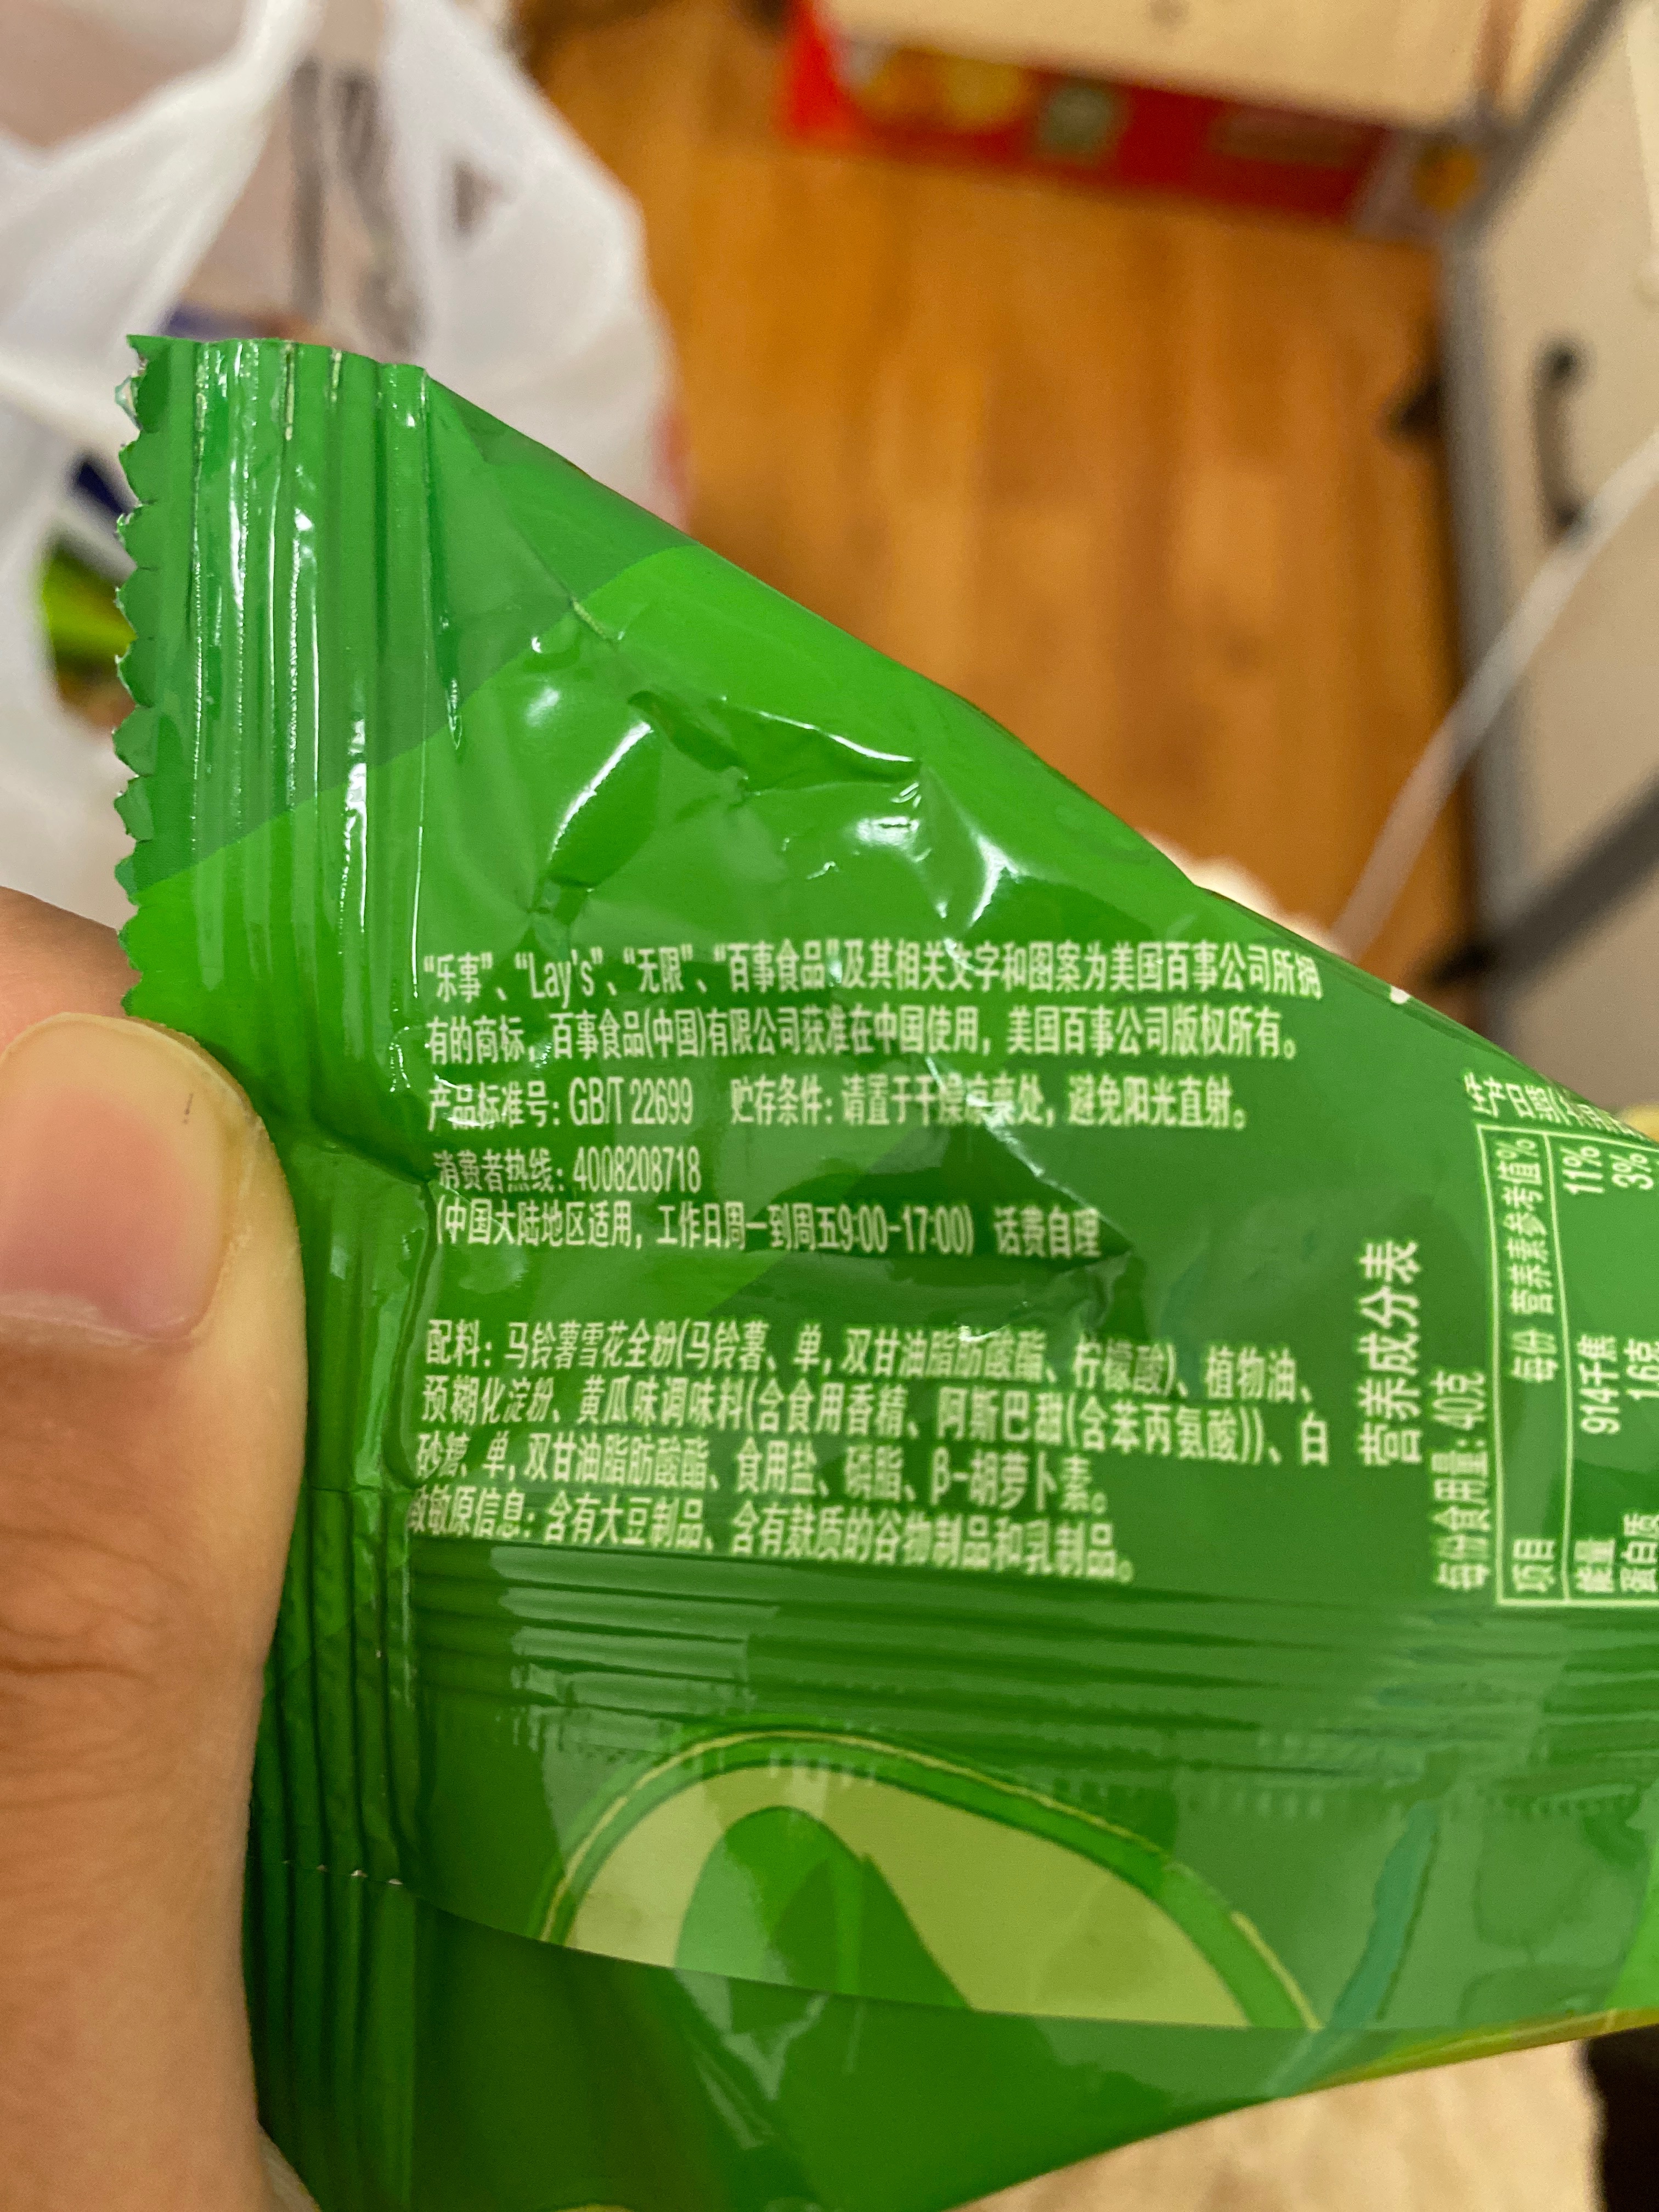 “乐事”、“Lay's”、“无限”、“百事食品”及其相关文字和图案为美国百事公司所拥
有的商标，百事食品(中国)有限公司获准在中国使用，美国百事公司版权所有。
产品标准号：GB/T 22699 贮存条件：请置于干燥凉爽处，避免阳光直射。
消费者热线：4008208718
(中国大陆地区适用，工作日周一到周五9:00-17:00) 话费自理
配料：马铃薯雪花全粉(马铃薯、单，双甘油脂肪酸酯、柠檬酸)、植物油、
预糊化淀粉、黄瓜味调味料(含食用香精、阿斯巴甜(含苯丙氨酸))、白
砂糖、单，双甘油脂肪酸酯、食用盐、磷脂、β-胡萝卜素。
致敏原信息：含有大豆制品、含有麸质的谷物制品和乳制品。
营养成分表
每份食用量：40克
项目 每份 营养素参考值%
能量 914千焦 11%
蛋白质 1.6克 3%
生产日期